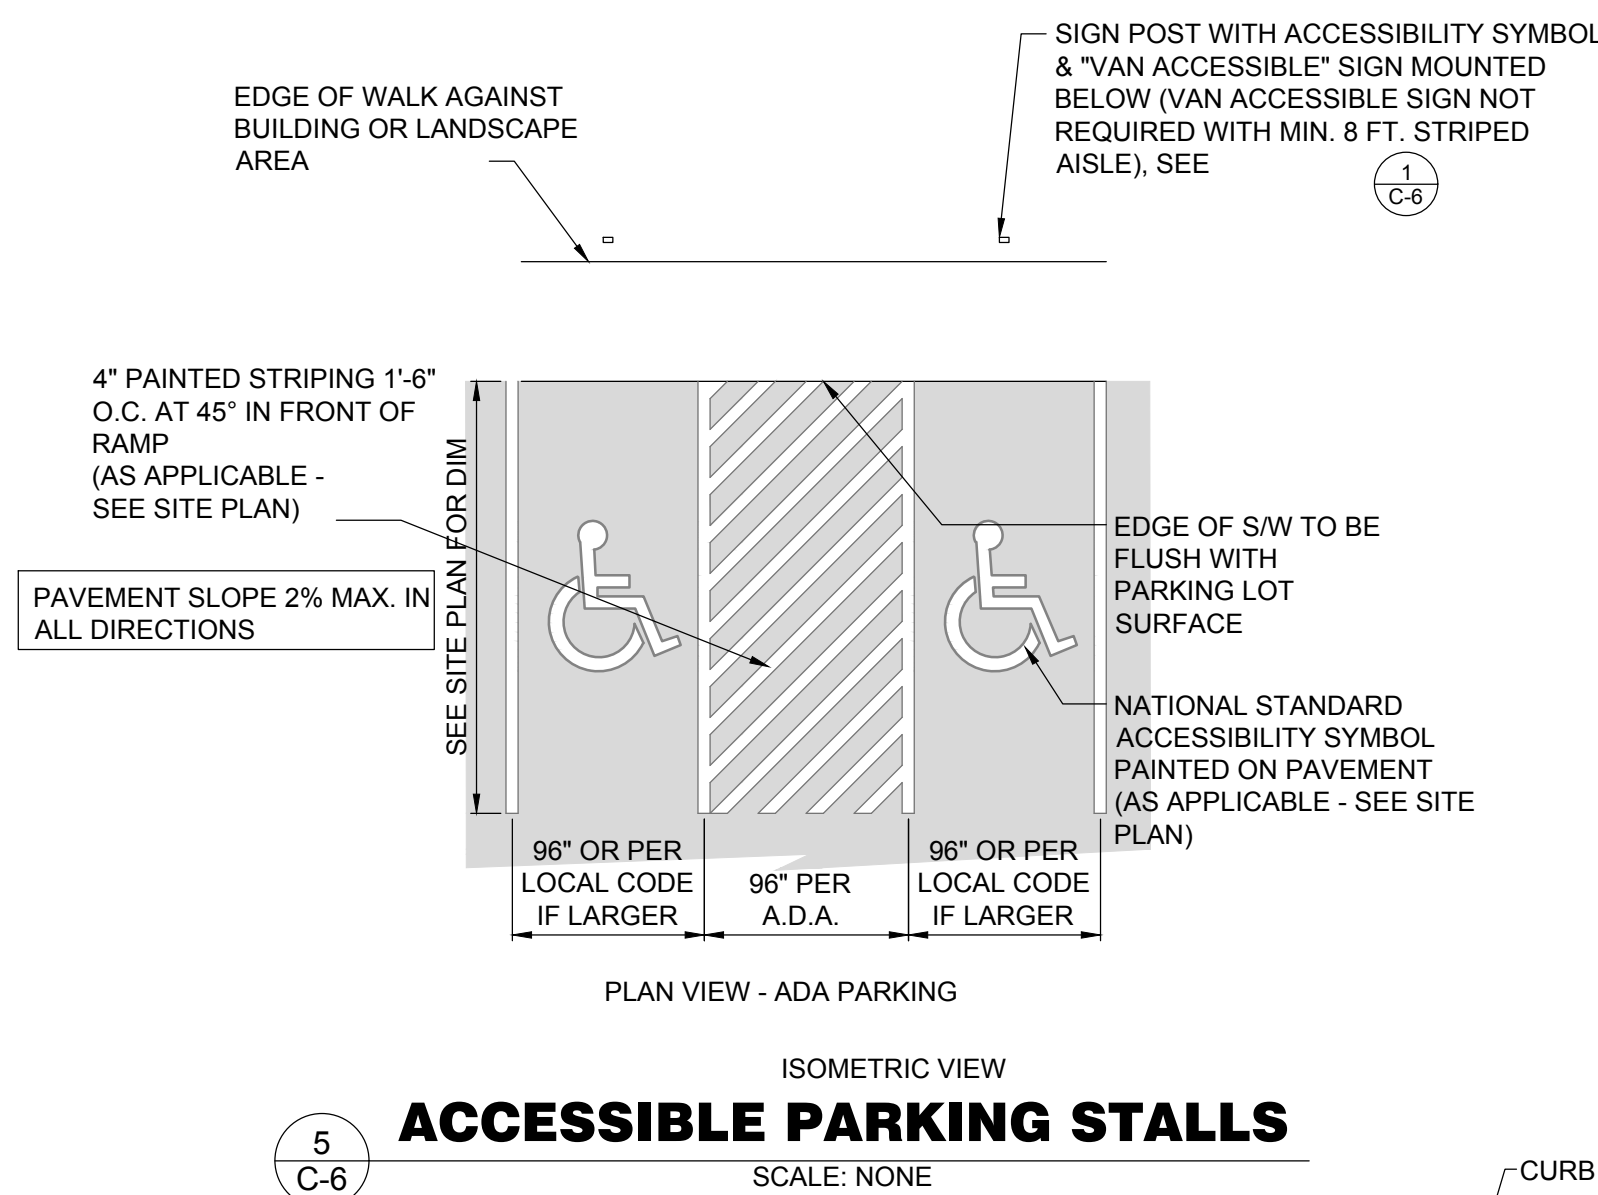 SIGN POST WITH ACCESSIBILITY SYMBOL
& "VAN ACCESSIBLE" SIGN MOUNTED
BELOW (VAN ACCESSIBLE SIGN NOT
REQUIRED WITH MIN. 8 FT. STRIPED
AISLE), SEE
1
C-6
EDGE OF WALK AGAINST
BUILDING OR LANDSCAPE
AREA
4" PAINTED STRIPING 1'-6"
O.C. AT 45° IN FRONT OF
RAMP
(AS APPLICABLE -
SEE SITE PLAN)
PAVEMENT SLOPE 2% MAX. IN
ALL DIRECTIONS
SEE SITE PLAN FOR DIM
EDGE OF S/W TO BE
FLUSH WITH
PARKING LOT
SURFACE
NATIONAL STANDARD
ACCESSIBILITY SYMBOL
PAINTED ON PAVEMENT
(AS APPLICABLE - SEE SITE
PLAN)
96" OR PER
LOCAL CODE
IF LARGER
96" PER
A.D.A.
96" OR PER
LOCAL CODE
IF LARGER
PLAN VIEW - ADA PARKING
ISOMETRIC VIEW
5
C-6
ACCESSIBLE PARKING STALLS
SCALE: NONE
CURB